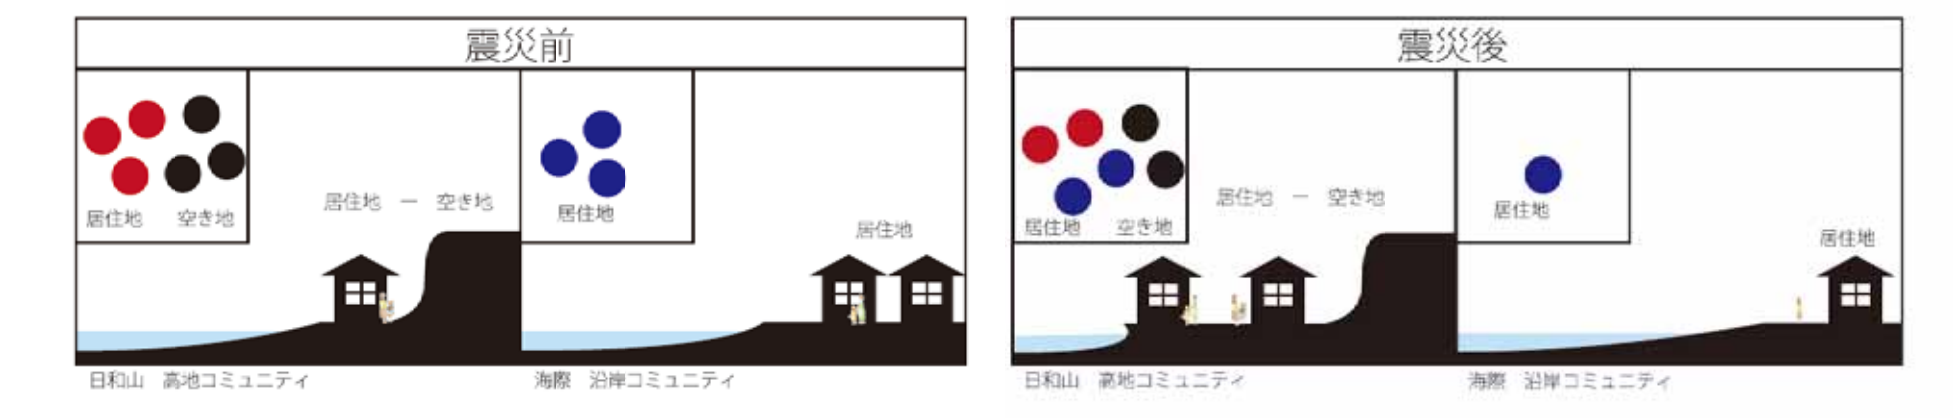 震災前
居住地　空き地
居住地　ー　空き地
居住地
居住地
日和山　高地コミュニティ
海際　沿岸コミュニティ
震災後
居住地　空き地
居住地　ー　空き地
居住地
居住地
日和山　高地コミュニティ
海際　沿岸コミュニティ